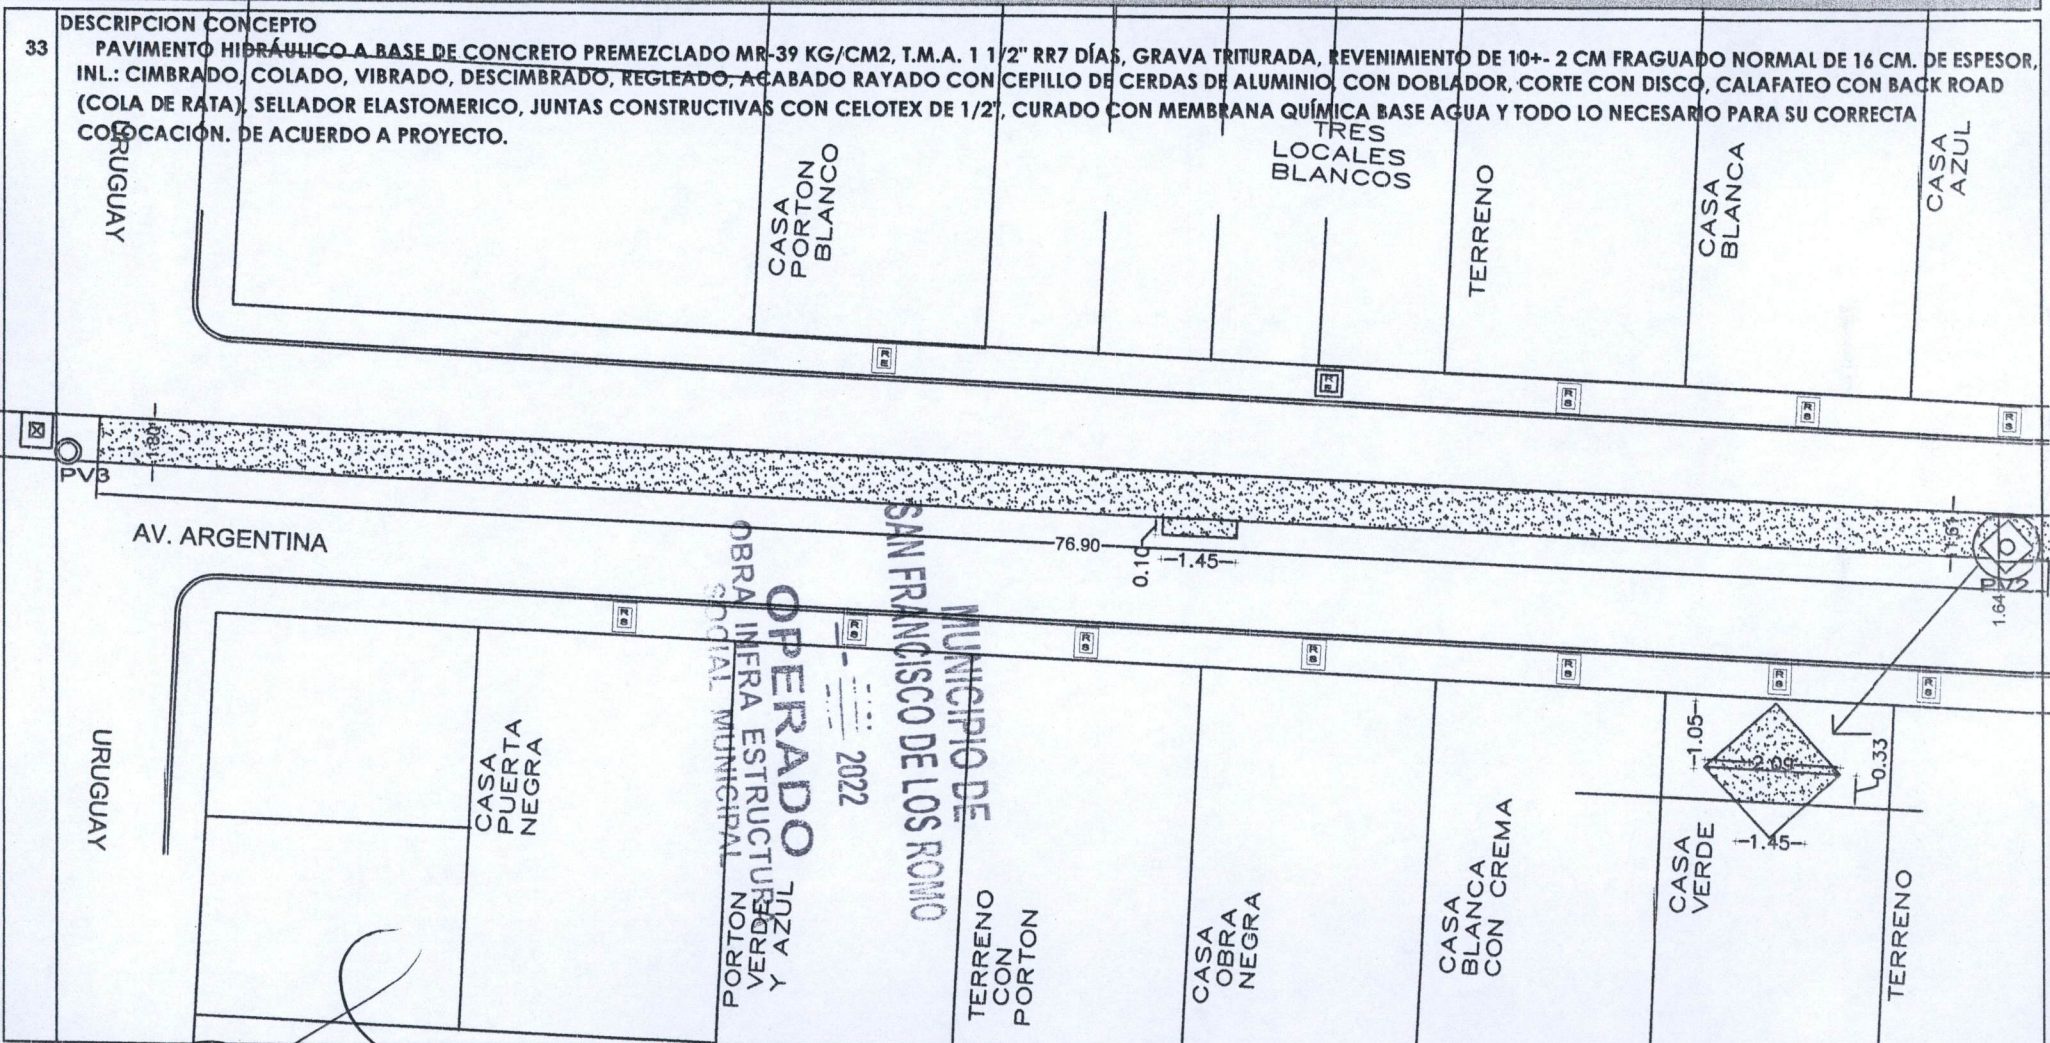 DESCRIPCION CONCEPTO
33 PAVIMENTO HIDRÁULICO A BASE DE CONCRETO PREMEZCLADO MR-39 KG/CM2, T.M.A. 1 1/2" RR7 DÍAS, GRAVA TRITURADA, REVENIMIENTO DE 10+- 2 CM FRAGUADO NORMAL DE 16 CM. DE ESPESOR,
INL.: CIMBRADO, COLADO, VIBRADO, DESCIMBRADO, REGLEADO, ACABADO RAYADO CON CEPILLO DE CERDAS DE ALUMINIO, CON DOBLADOR, CORTE CON DISCO, CALAFATEO CON BACK ROAD
(COLA DE RATA), SELLADOR ELASTOMERICO, JUNTAS CONSTRUCTIVAS CON CELOTEX DE 1/2", CURADO CON MEMBRANA QUÍMICA BASE AGUA Y TODO LO NECESARIO PARA SU CORRECTA
COLOCACIÓN. DE ACUERDO A PROYECTO.
URUGUAY
CASA
PORTON
BLANCO
TRES
LOCALES
BLANCOS
TERRENO
CASA
BLANCA
CASA
AZUL
1.80
PV3
AV. ARGENTINA
76.90
0.10
1.45
1.64
URUGUAY
CASA
PUERTA
NEGRA
PORTON
VERDE
Y AZUL
OPERADO
OBRA INFRA ESTRUCTURA
SOCIAL MUNICIPAL
2022
MUNICIPIO DE
SAN FRANCISCO DE LOS ROMO
TERRENO
CON
PORTON
CASA
OBRA
NEGRA
CASA
BLANCA
CON CREMA
CASA
VERDE
1.05
2.09
0.33
1.45
TERRENO